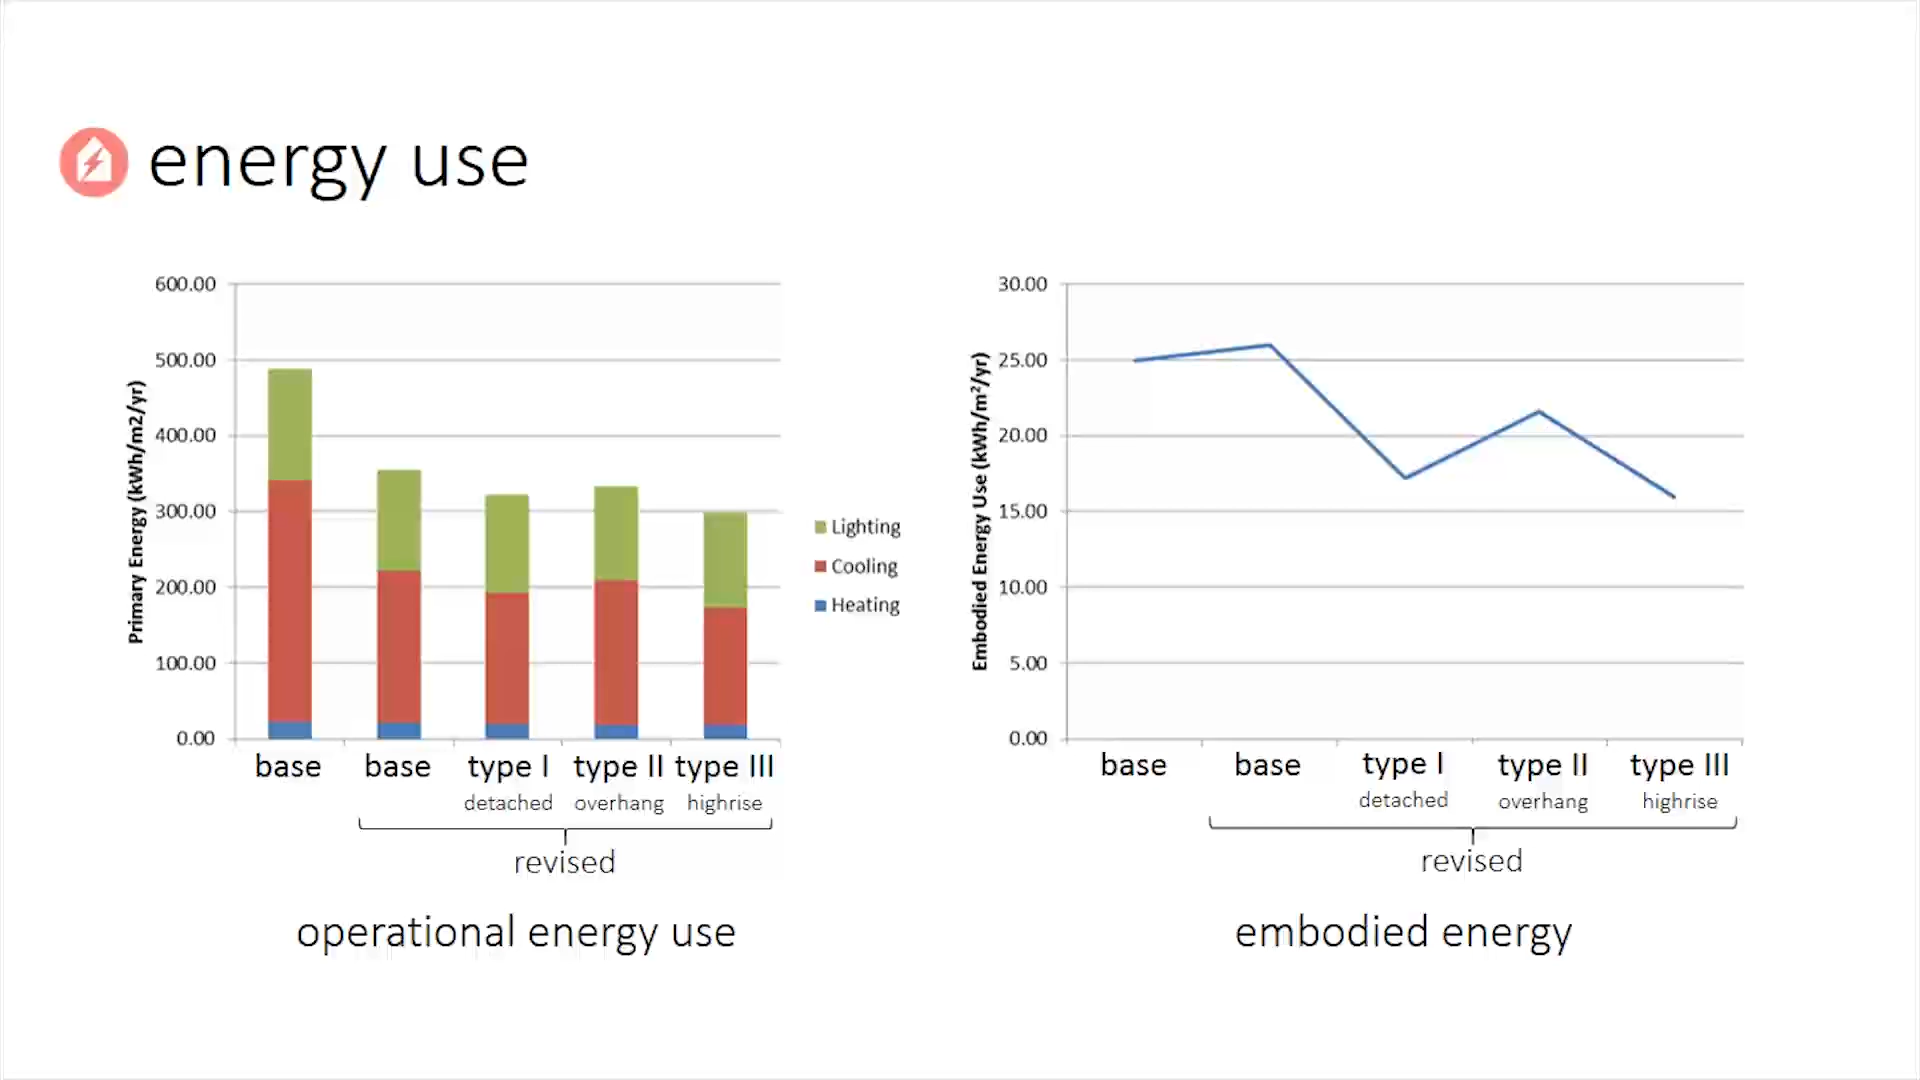 energy use
Primary Energy (kWh/m2/yr)
600.00
500.00
400.00
300.00
200.00
100.00
0.00
Lighting
Cooling
Heating
base base type I type II type III
detached overhang highrise
revised
operational energy use
Embodied Energy Use (kWh/m²/yr)
30.00
25.00
20.00
15.00
10.00
5.00
0.00
base base type I type II type III
detached overhang highrise
revised
embodied energy